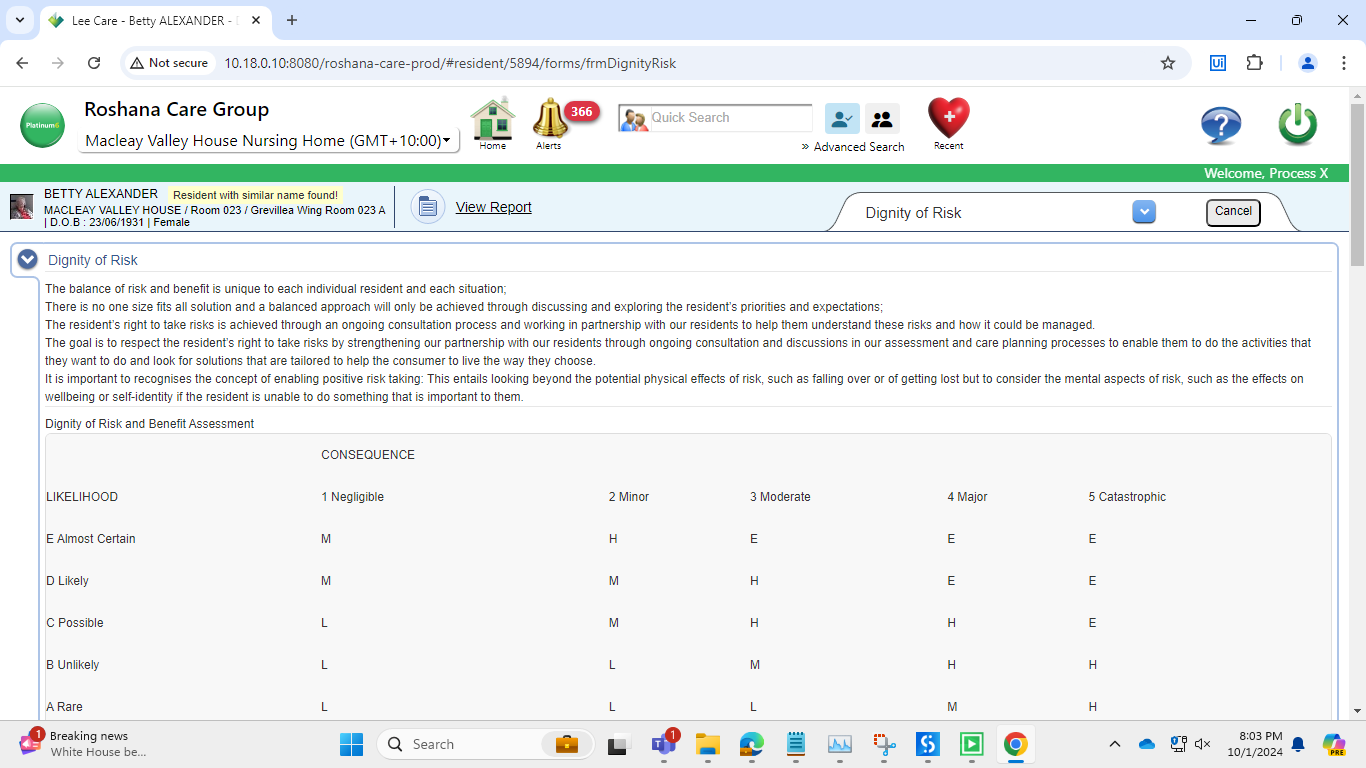 Lee Care - Betty ALEXANDER -
Not secure
10.18.0.10:8080/roshana-care-prod/#resident/5894/forms/frmDignityRisk
Platinum6
Roshana Care Group
Macleay Valley House Nursing Home (GMT+10:00)
Home
366
Alerts
Quick Search
» Advanced Search
Recent
Welcome, Process X
BETTY ALEXANDER Resident with similar name found!
MACLEAY VALLEY HOUSE / Room 023 / Grevillea Wing Room 023 A
| D.O.B : 23/06/1931 | Female
View Report
Dignity of Risk
Cancel
Dignity of Risk
The balance of risk and benefit is unique to each individual resident and each situation;
There is no one size fits all solution and a balanced approach will only be achieved through discussing and exploring the resident's priorities and expectations;
The resident's right to take risks is achieved through an ongoing consultation process and working in partnership with our residents to help them understand these risks and how it could be managed.
The goal is to respect the resident's right to take risks by strengthening our partnership with our residents through ongoing consultation and discussions in our assessment and care planning processes to enable them to do the activities that
they want to do and look for solutions that are tailored to help the consumer to live the way they choose.
It is important to recognises the concept of enabling positive risk taking: This entails looking beyond the potential physical effects of risk, such as falling over or of getting lost but to consider the mental aspects of risk, such as the effects on
wellbeing or self-identity if the resident is unable to do something that is important to them.
Dignity of Risk and Benefit Assessment
CONSEQUENCE
LIKELIHOOD 1 Negligible 2 Minor 3 Moderate 4 Major 5 Catastrophic
E Almost Certain M H E E E
D Likely M M H E E
C Possible L M H H E
B Unlikely L L M H H
A Rare L L L M H
1
Breaking news
White House be...
Search
1
PRE
8:03 PM
10/1/2024